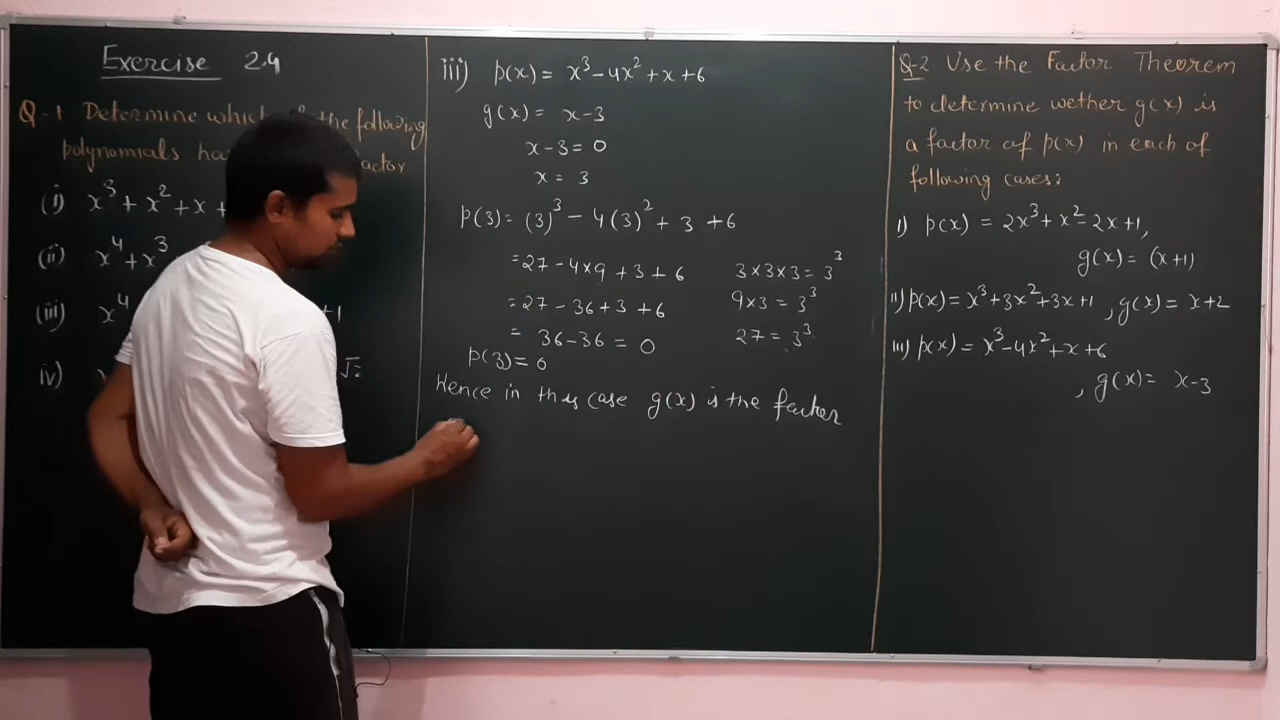 Exercise 2.4
Q-1 Determine the following
polynomials
(i) x³ + x² + x +
(ii) x⁴ + x³
(iii) x⁴ +1
iv) √2
iii) p(x) = x³ - 4x² + x + 6
g(x) = x-3
x-3 = 0
x = 3
p(3) = (3)³ - 4(3)² + 3 + 6
= 27 - 4×9 + 3 + 6
= 27 - 36 + 3 + 6
= 36 - 36 = 0
p(3) = 0
3×3×3 = 3³
9×3 = 3³
27 = 3³
Hence in this case g(x) is the factor
Q-2 Use the Factor Theorem
to determine wether g(x) is
a factor of p(x) in each of
following cases:
i) p(x) = 2x³ + x² - 2x + 1,
g(x) = (x+1)
ii) p(x) = x³ + 3x² + 3x + 1, g(x) = x+2
iii) p(x) = x³ - 4x² + x + 6
, g(x) = x-3